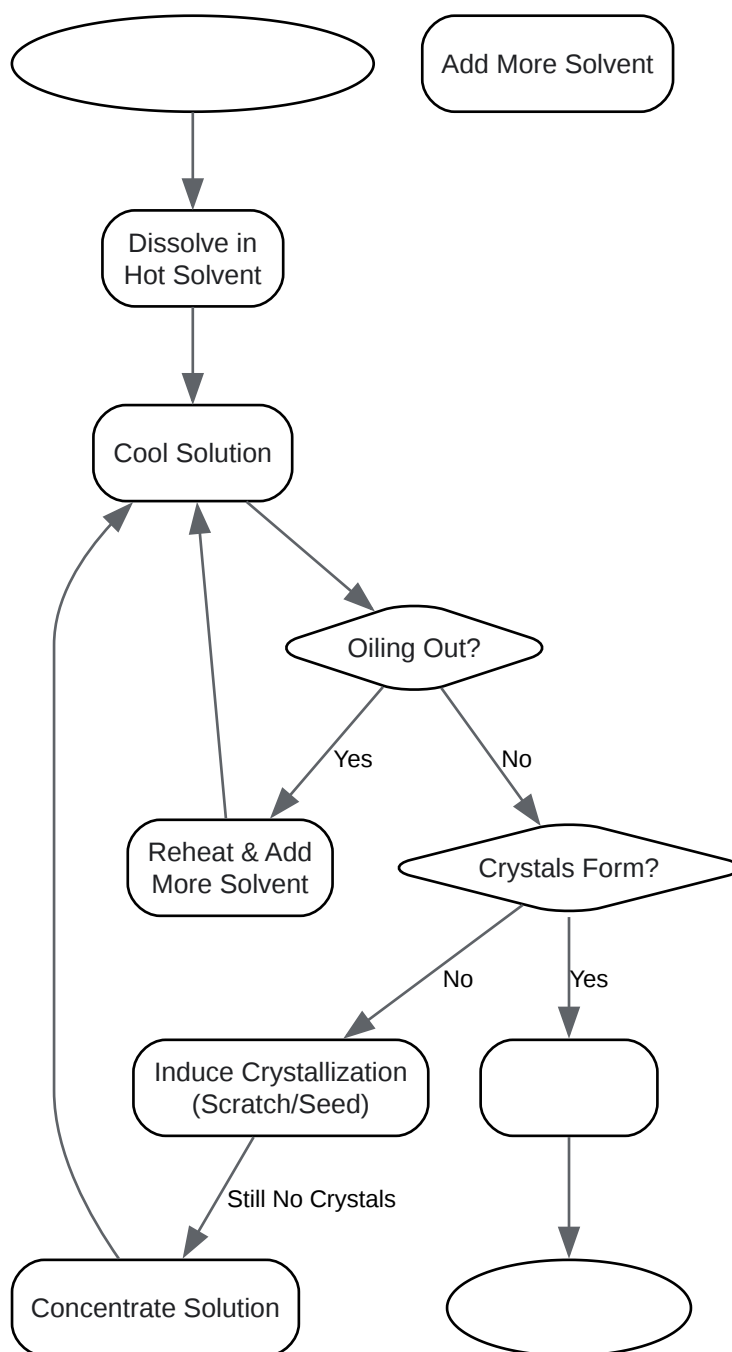 Add More Solvent
Dissolve in
Hot Solvent
Cool Solution
Oiling Out?
Yes
No
Reheat & Add
More Solvent
Crystals Form?
No
Yes
Induce Crystallization
(Scratch/Seed)
Still No Crystals
Concentrate Solution